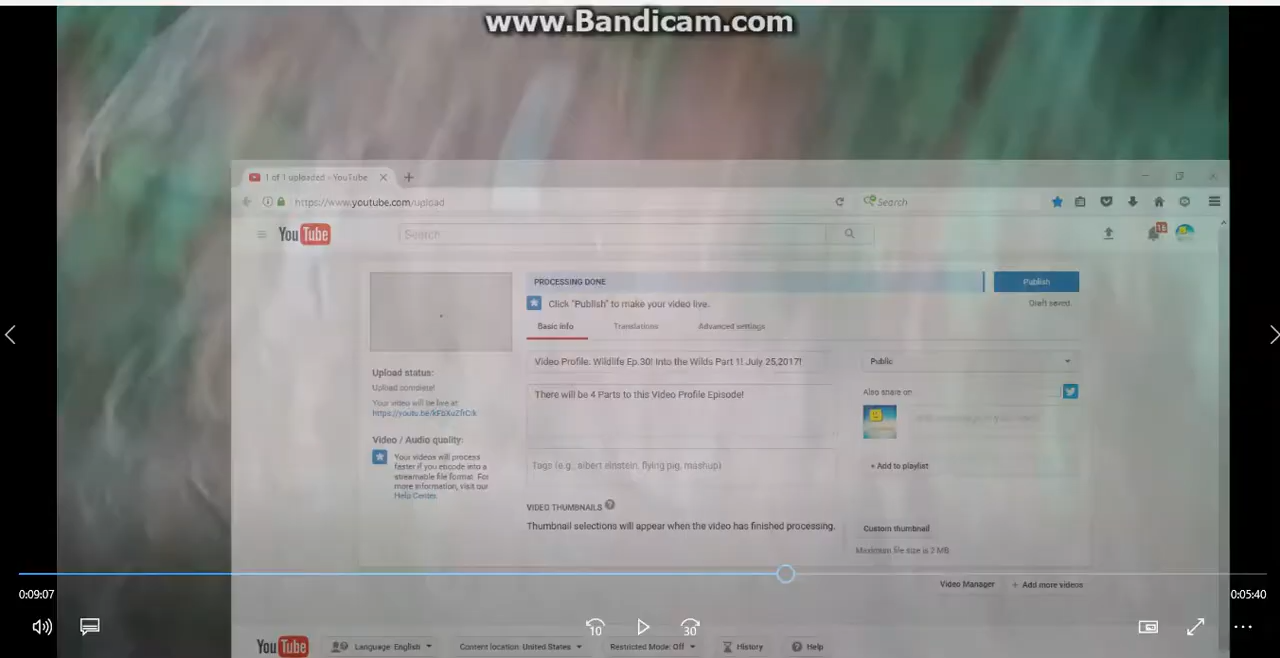 www.Bandicam.com
1 of 1 uploaded - YouTube
https://www.youtube.com/upload
Search
YouTube
Search
16
PROCESSING DONE
Publish
Click "Publish" to make your video live.
Draft saved.
Basic info
Translations
Advanced settings
Video Profile: Wildlife Ep.30! Into the Wilds Part 1! July 25,2017!
Public
There will be 4 Parts to this Video Profile Episode!
Also share on
Upload status:
Upload complete!
Your video will be live at:
Video / Audio quality:
Your videos will process
faster if you encode into a
streamable file format. For
more information, visit our
Help Center.
Tags (e.g., albert einstein, flying pig, mashup)
+ Add to playlist
VIDEO THUMBNAILS
Thumbnail selections will appear when the video has finished processing.
Custom thumbnail
Maximum file size is 2 MB
Video Manager
+ Add more videos
0:09:07
0:05:40
10
30
YouTube
Language: English
Content location: United States
Restricted Mode: Off
History
Help